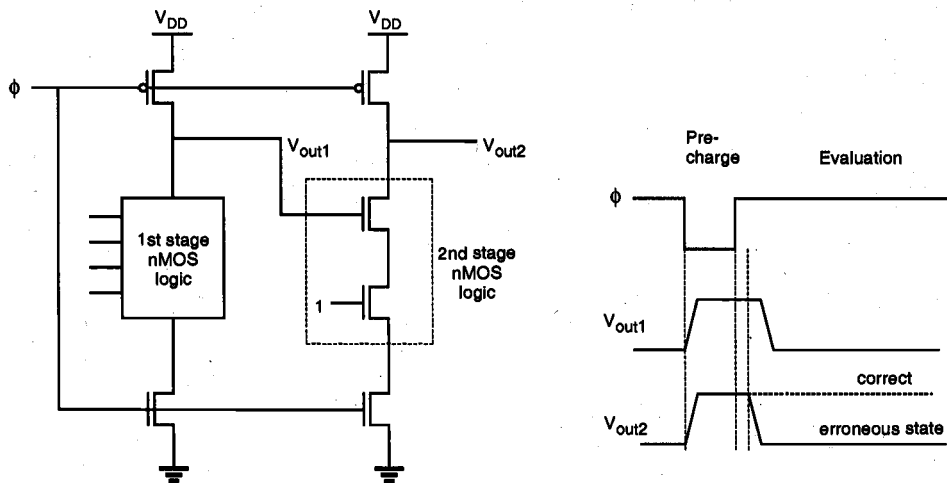 V_DD
V_DD
ϕ
V_out1
V_out2
1st stage
nMOS
logic
2nd stage
nMOS
logic
1
Pre-
charge
Evaluation
ϕ
V_out1
correct
V_out2
erroneous state